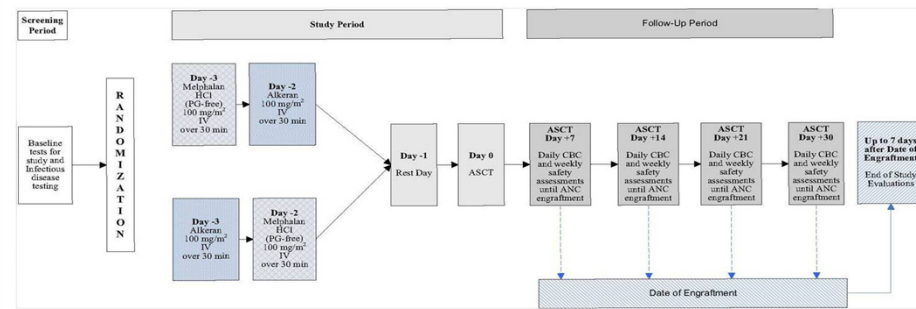 Screening
Period
Study Period
Follow-Up Period
Baseline
tests for
study and
Infectious
disease
testing
R
A
N
D
O
M
I
Z
A
T
I
O
N
Day -3
Melphalan
HCl
(PG-free)
100 mg/m²
IV
over 30 min
Day -2
Alkeran
100 mg/m²
IV
over 30 min
Day -3
Alkeran
100 mg/m²
IV
over 30 min
Day -2
Melphalan
HCl
(PG-free)
100 mg/m²
IV
over 30 min
Day -1
Rest Day
Day 0
ASCT
ASCT
Day +7
Daily CBC
and weekly
safety
assessments
until ANC
engraftment
ASCT
Day +14
Daily CBC
and weekly
safety
assessments
until ANC
engraftment
ASCT
Day +21
Daily CBC
and weekly
safety
assessments
until ANC
engraftment
ASCT
Day +30
Daily CBC
and weekly
safety
assessments
until ANC
engraftment
Up to 7 days
after Date of
Engraftment
End of Study
Evaluations
Date of Engraftment